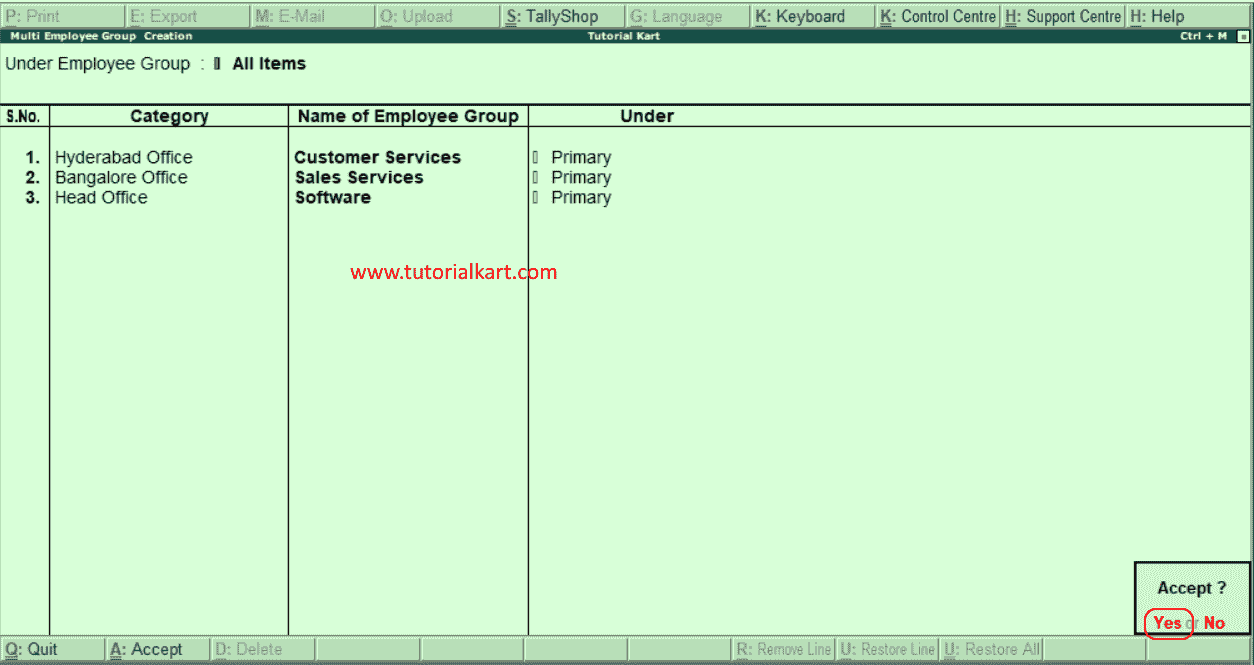 P: Print E: Export M: E-Mail O: Upload S: TallyShop G: Language K: Keyboard K: Control Centre H: Support Centre H: Help
Multi Employee Group Creation Tutorial Kart Ctrl + M
Under Employee Group : All Items
S.No. Category Name of Employee Group Under
1. Hyderabad Office Customer Services Primary
2. Bangalore Office Sales Services Primary
3. Head Office Software Primary
www.tutorialkart.com
Accept ?
Yes or No
Q: Quit A: Accept D: Delete R: Remove Line U: Restore Line U: Restore All